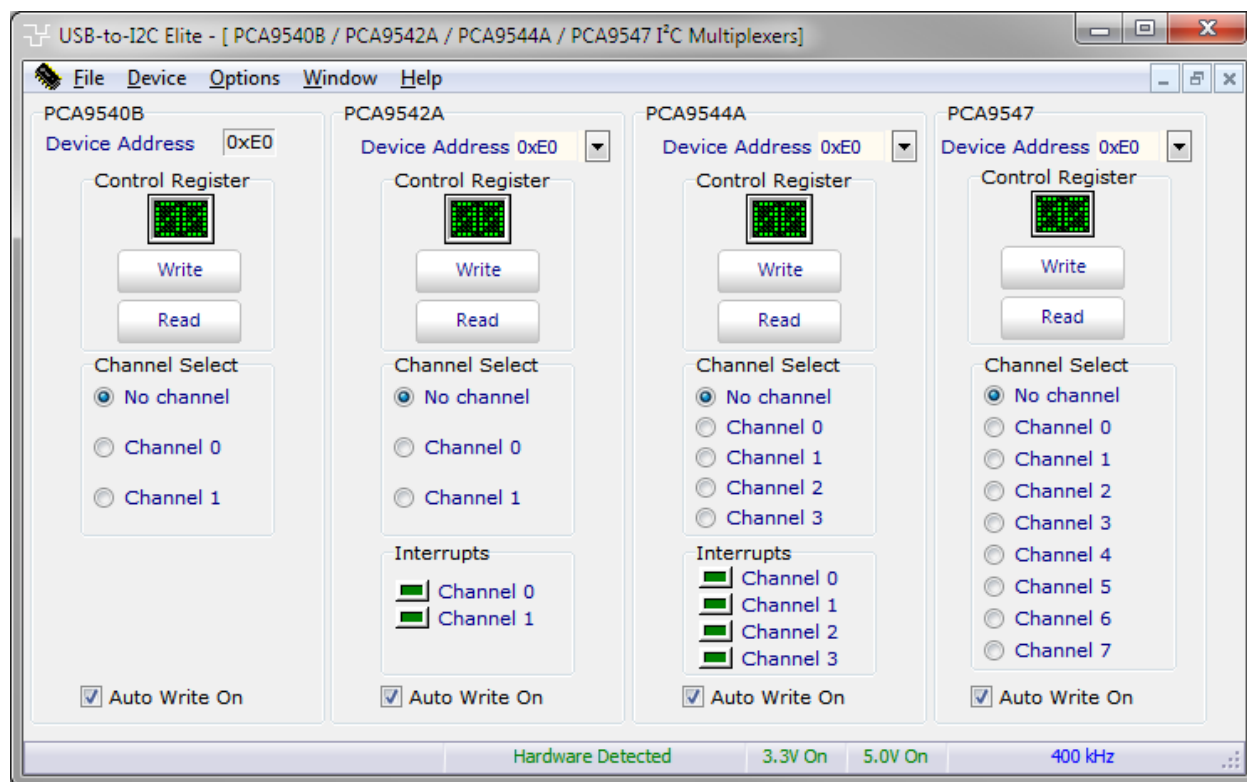 USB-to-I2C Elite - [ PCA9540B / PCA9542A / PCA9544A / PCA9547 I²C Multiplexers]
File Device Options Window Help
PCA9540B
Device Address 0xE0
Control Register
00
Write
Read
Channel Select
No channel
Channel 0
Channel 1
Auto Write On
PCA9542A
Device Address 0xE0
Control Register
00
Write
Read
Channel Select
No channel
Channel 0
Channel 1
Interrupts
Channel 0
Channel 1
Auto Write On
PCA9544A
Device Address 0xE0
Control Register
00
Write
Read
Channel Select
No channel
Channel 0
Channel 1
Channel 2
Channel 3
Interrupts
Channel 0
Channel 1
Channel 2
Channel 3
Auto Write On
PCA9547
Device Address 0xE0
Control Register
00
Write
Read
Channel Select
No channel
Channel 0
Channel 1
Channel 2
Channel 3
Channel 4
Channel 5
Channel 6
Channel 7
Auto Write On
Hardware Detected 3.3V On 5.0V On 400 kHz